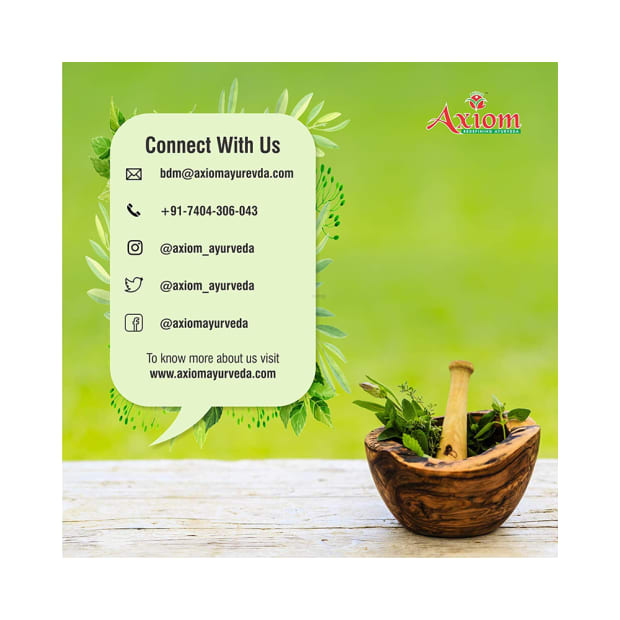 Axiom
REDEFINING AYURVEDA
Connect With Us
bdm@axiomayurevda.com
+91-7404-306-043
@axiom_ayurveda
@axiom_ayurveda
@axiomayurveda
To know more about us visit
www.axiomayurveda.com